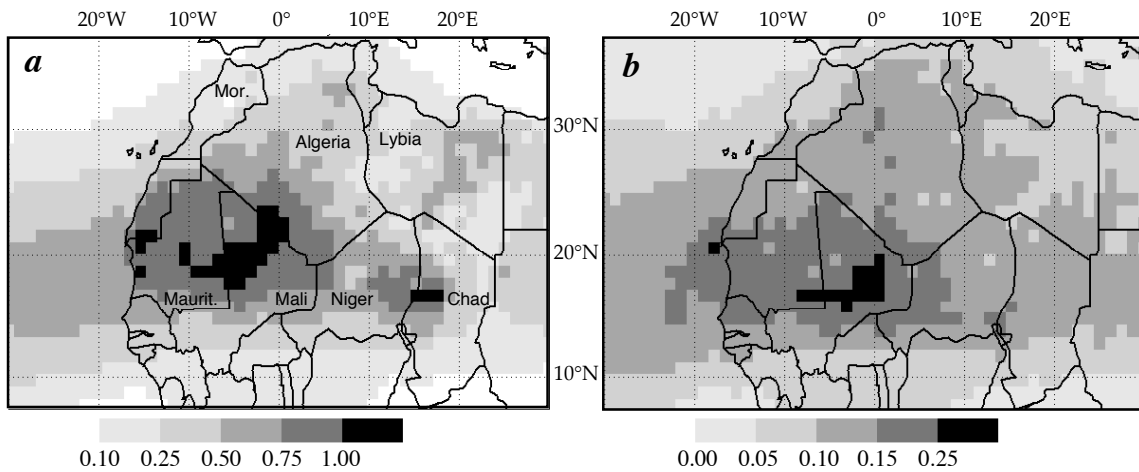 20°W 10°W 0° 10°E 20°E 20°W 10°W 0° 10°E 20°E
a b
Mor.
30°N
Algeria Lybia
20°N
Maurit. Mali Niger Chad
10°N
0.10 0.25 0.50 0.75 1.00 0.00 0.05 0.10 0.15 0.25